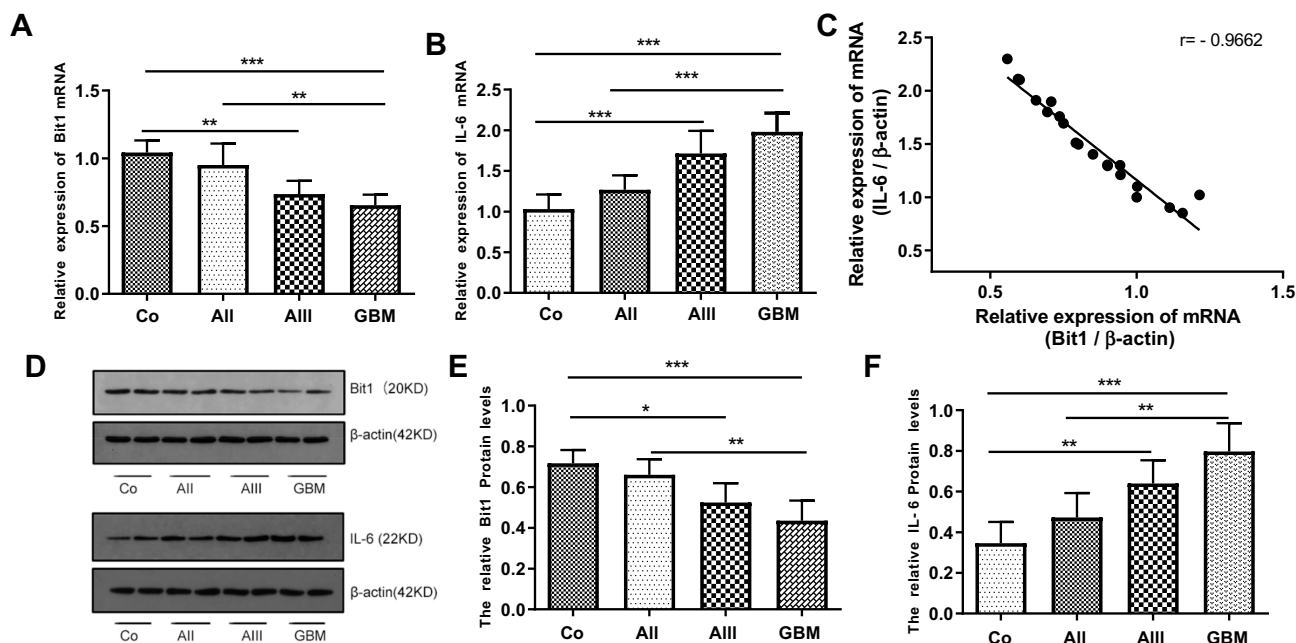 A
Relative expression of Bit1 mRNA
1.5
1.0
0.5
0.0
***
**
**
Co AII AIII GBM
B
Relative expression of IL-6 mRNA
2.5
2.0
1.5
1.0
0.5
0.0
***
***
***
Co AII AIII GBM
C
r= - 0.9662
Relative expression of mRNA
(IL-6 / β-actin)
2.5
2.0
1.5
1.0
0.5
0.5 1.0 1.5
Relative expression of mRNA
(Bit1 / β-actin)
D
Bit1 (20KD)
β-actin(42KD)
Co AII AIII GBM
IL-6 (22KD)
β-actin(42KD)
Co AII AIII GBM
E
The relative Bit1 Protain levels
1.0
0.8
0.6
0.4
0.2
0.0
***
*
**
Co AII AIII GBM
F
The relative IL- 6 Protain levels
1.0
0.8
0.6
0.4
0.2
0.0
***
**
**
Co AII AIII GBM